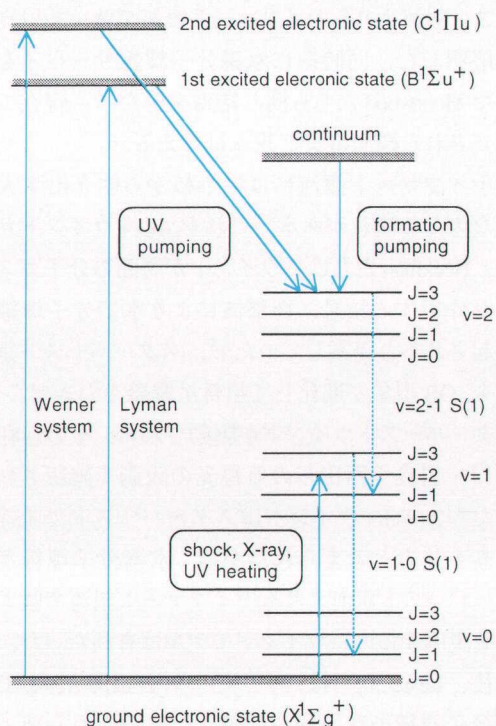 2nd excited electronic state (C¹Πu)
1st excited elecronic state (B¹Σu⁺)
continuum
UV
pumping
formation
pumping
J=3
J=2
v=2
J=1
J=0
Werner
system
Lyman
system
v=2-1 S(1)
J=3
J=2
v=1
J=1
J=0
shock, X-ray,
UV heating
v=1-0 S(1)
J=3
J=2
v=0
J=1
J=0
ground electronic state (X¹Σg⁺)